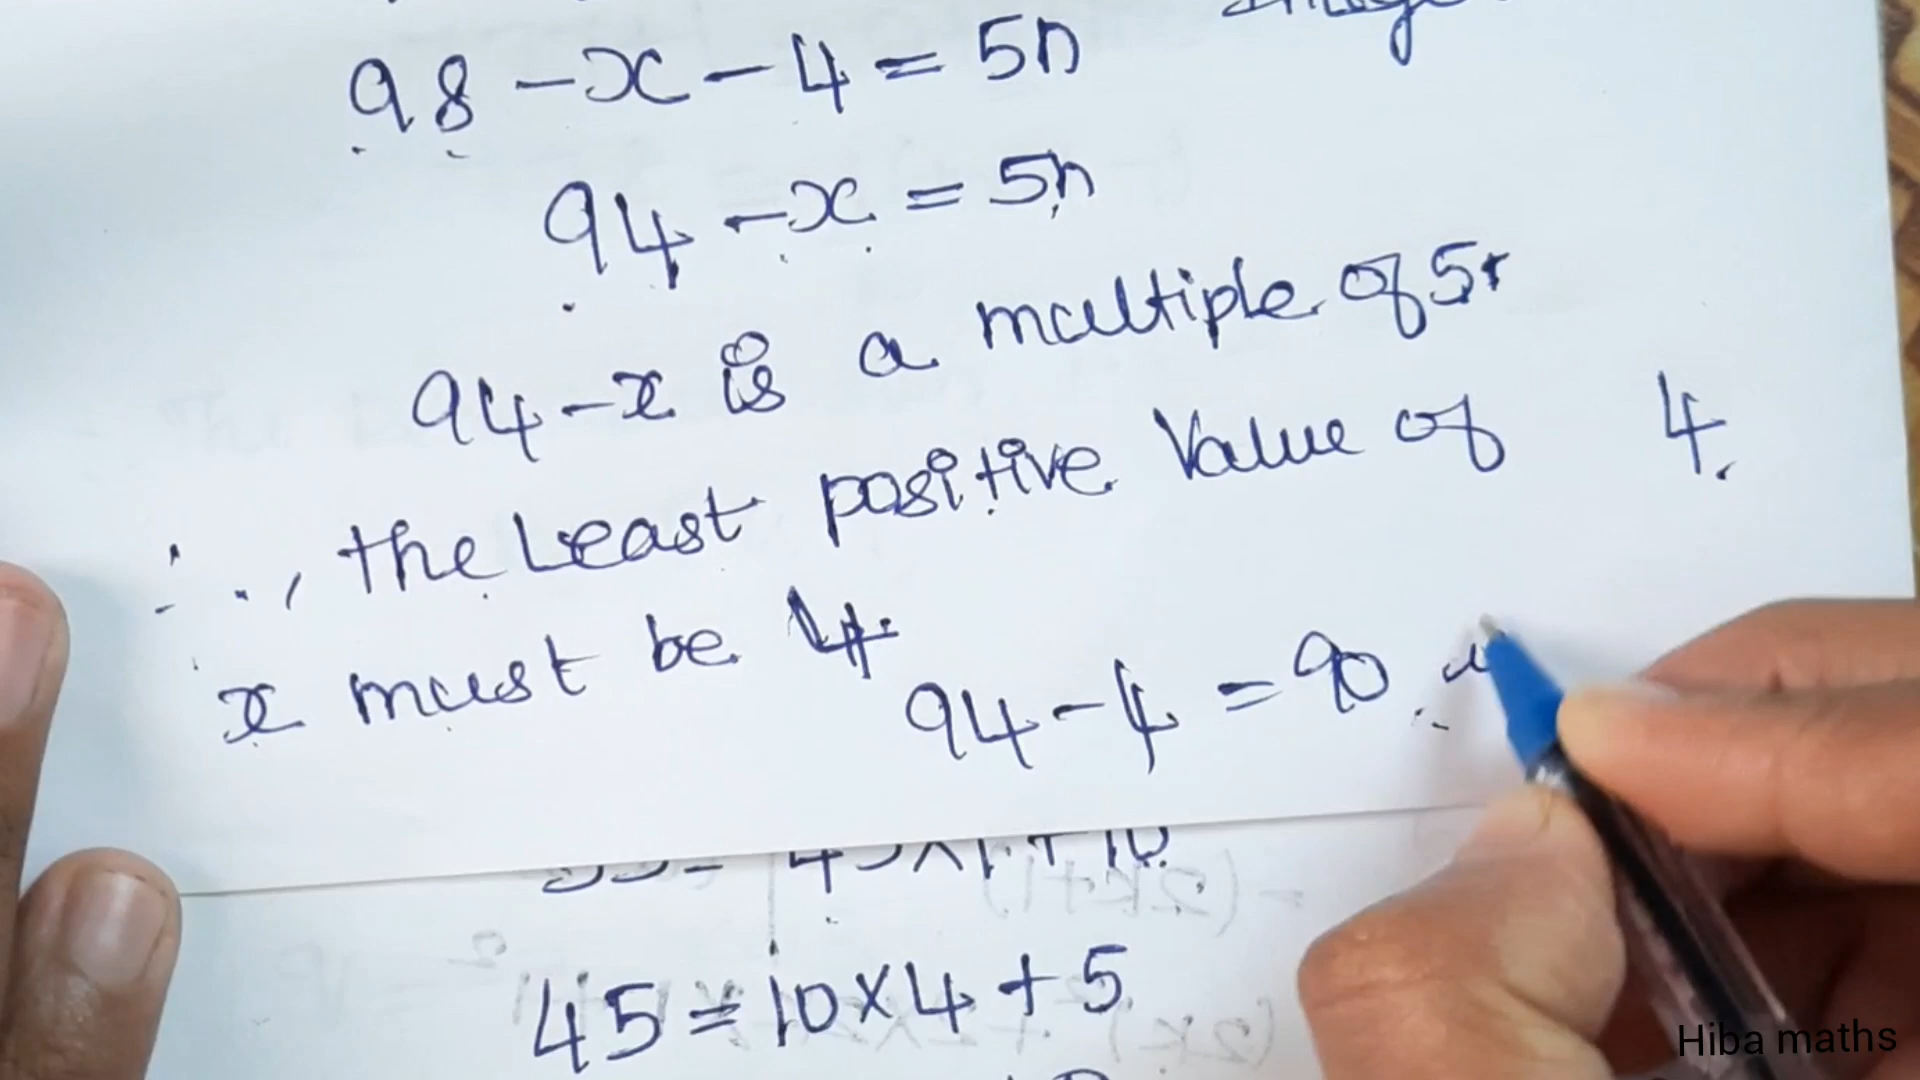 98 - x - 4 = 5n
94 - x = 5n
94 - x is a multiple of 5
∴, the Least positive Value of 4.
x must be 4.
94 - 4 = 90
45 = 10 x 4 + 5
Hiba maths